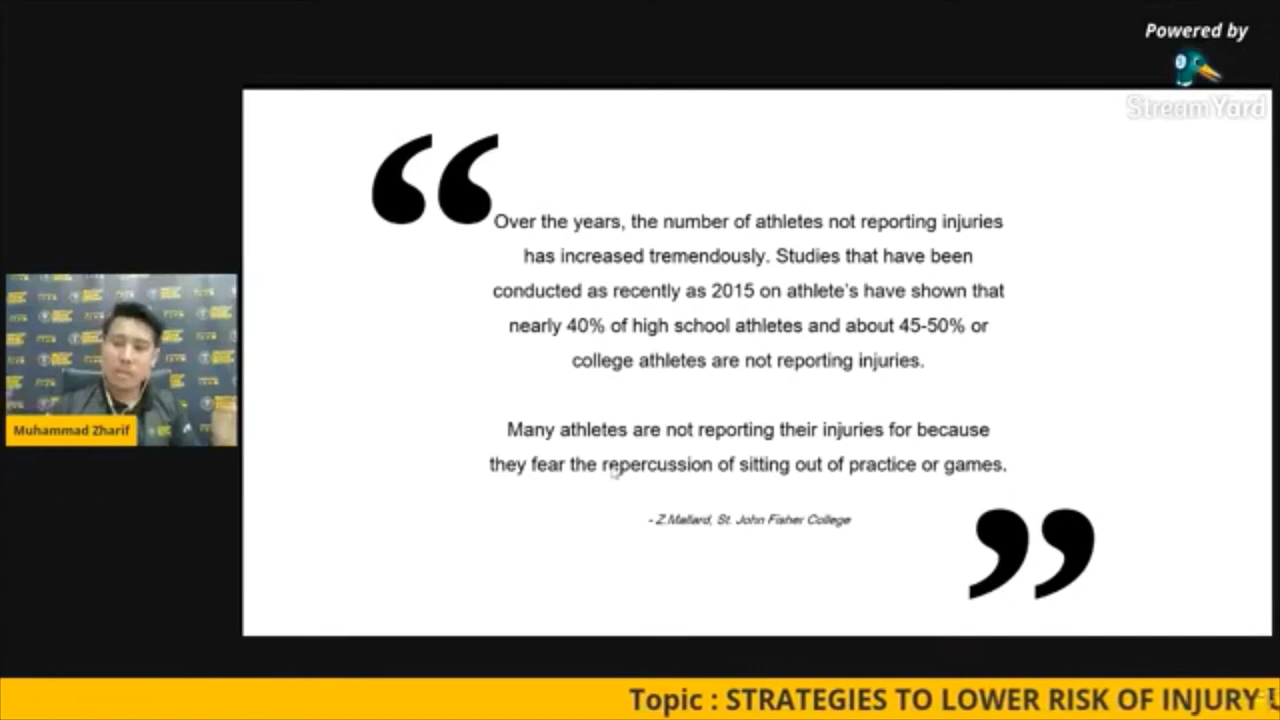 Powered by
StreamYard
Over the years, the number of athletes not reporting injuries
has increased tremendously. Studies that have been
conducted as recently as 2015 on athlete's have shown that
nearly 40% of high school athletes and about 45-50% or
college athletes are not reporting injuries.
Many athletes are not reporting their injuries for because
they fear the repercussion of sitting out of practice or games.
- Z.Mallard, St. John Fisher College
Muhammad Zharif
Topic : STRATEGIES TO LOWER RISK OF INJURY